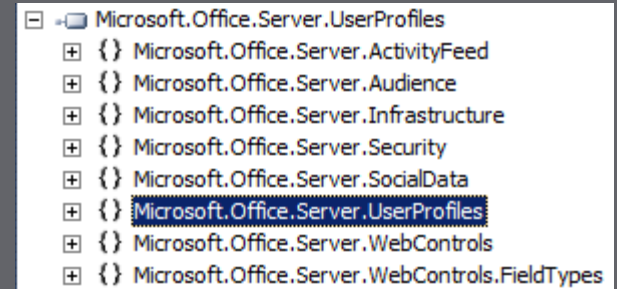 Microsoft.Office.Server.UserProfiles
{} Microsoft.Office.Server.ActivityFeed
{} Microsoft.Office.Server.Audience
{} Microsoft.Office.Server.Infrastructure
{} Microsoft.Office.Server.Security
{} Microsoft.Office.Server.SocialData
{} Microsoft.Office.Server.UserProfiles
{} Microsoft.Office.Server.WebControls
{} Microsoft.Office.Server.WebControls.FieldTypes